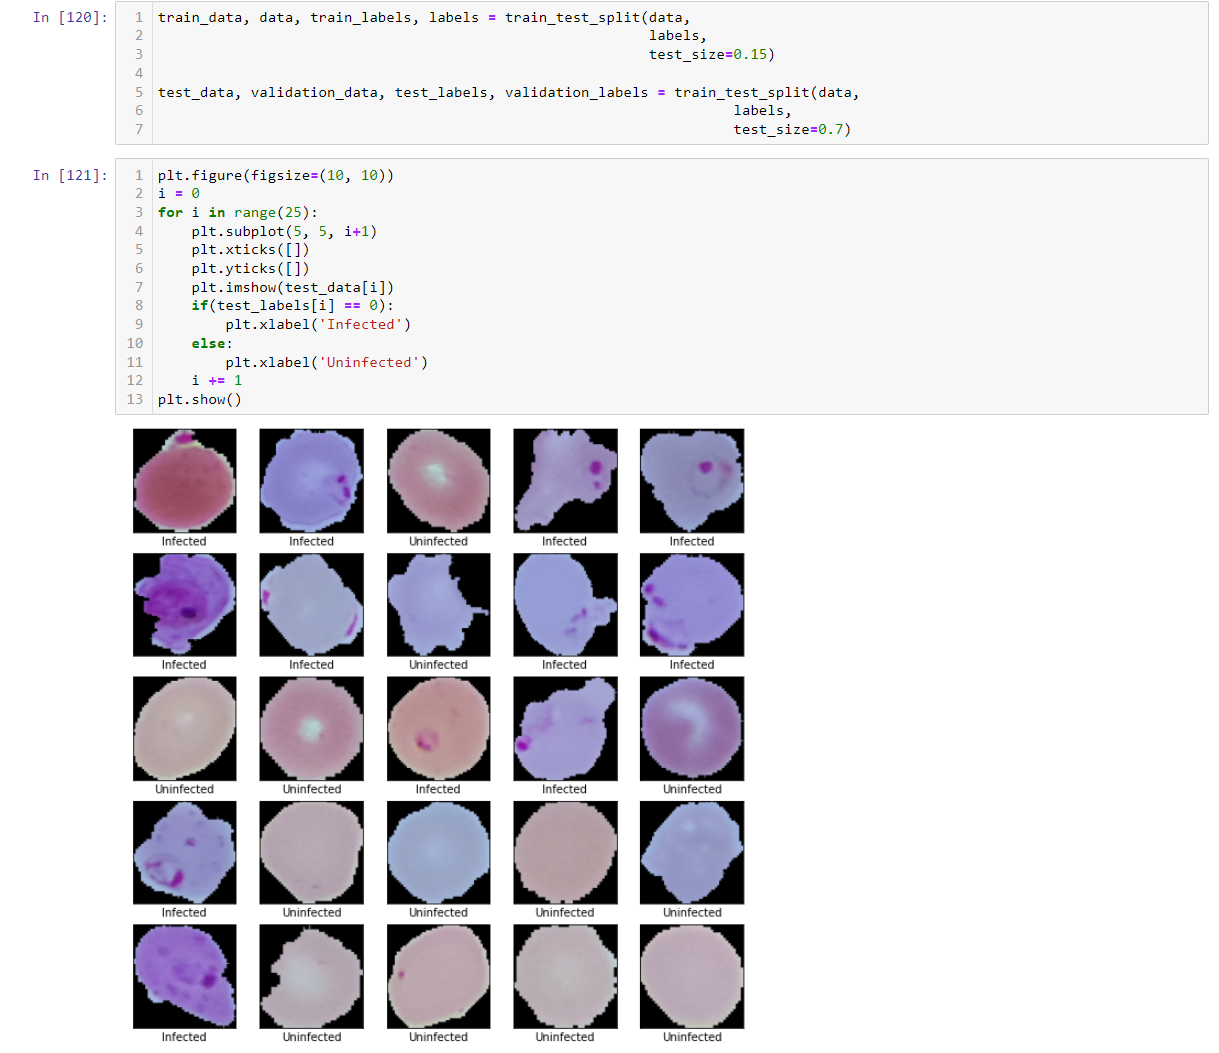 In [120]:
1 train_data, data, train_labels, labels = train_test_split(data,
2                                                           labels,
3                                                           test_size=0.15)
4
5 test_data, validation_data, test_labels, validation_labels = train_test_split(data,
6                                                                     labels,
7                                                                     test_size=0.7)
In [121]:
1 plt.figure(figsize=(10, 10))
2 i = 0
3 for i in range(25):
4     plt.subplot(5, 5, i+1)
5     plt.xticks([])
6     plt.yticks([])
7     plt.imshow(test_data[i])
8     if(test_labels[i] == 0):
9         plt.xlabel('Infected')
10     else:
11         plt.xlabel('Uninfected')
12     i += 1
13 plt.show()
Infected Infected Uninfected Infected Infected
Infected Infected Uninfected Infected Infected
Uninfected Uninfected Infected Infected Uninfected
Infected Uninfected Uninfected Uninfected Uninfected
Infected Uninfected Uninfected Uninfected Uninfected